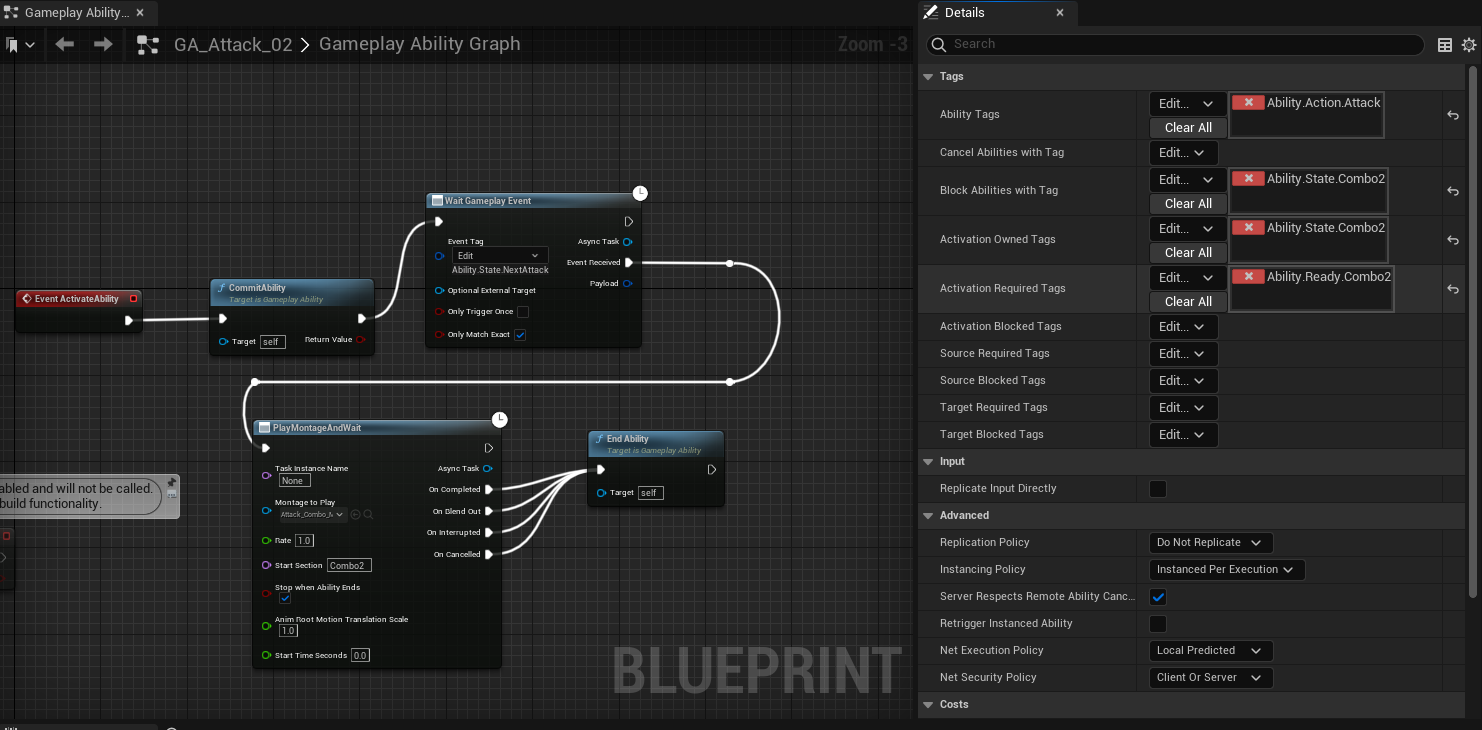 Gameplay Ability...
GA_Attack_02 > Gameplay Ability Graph
Zoom -3
Event ActivateAbility
CommitAbility
Target is Gameplay Ability
Target self
Return Value
Wait Gameplay Event
Async Task
Event Tag
Edit
Ability.State.NextAttack
Event Received
Payload
Optional External Target
Only Trigger Once
Only Match Exact
abled and will not be called.
build functionality.
PlayMontageAndWait
Task Instance Name
None
Async Task
On Completed
Montage to Play
Attack_Combo_M
On Blend Out
On Interrupted
Rate 1.0
On Cancelled
Start Section Combo2
Stop when Ability Ends
Anim Root Motion Translation Scale
1.0
Start Time Seconds 0.0
End Ability
Target is Gameplay Ability
Target self
BLUEPRINT
Details
Search
Tags
Ability Tags
Edit...
Ability.Action.Attack
Clear All
Cancel Abilities with Tag
Edit...
Block Abilities with Tag
Edit...
Ability.State.Combo2
Clear All
Activation Owned Tags
Edit...
Ability.State.Combo2
Clear All
Activation Required Tags
Edit...
Ability.Ready.Combo2
Clear All
Activation Blocked Tags
Edit...
Source Required Tags
Edit...
Source Blocked Tags
Edit...
Target Required Tags
Edit...
Target Blocked Tags
Edit...
Input
Replicate Input Directly
Advanced
Replication Policy
Do Not Replicate
Instancing Policy
Instanced Per Execution
Server Respects Remote Ability Canc...
Retrigger Instanced Ability
Net Execution Policy
Local Predicted
Net Security Policy
Client Or Server
Costs